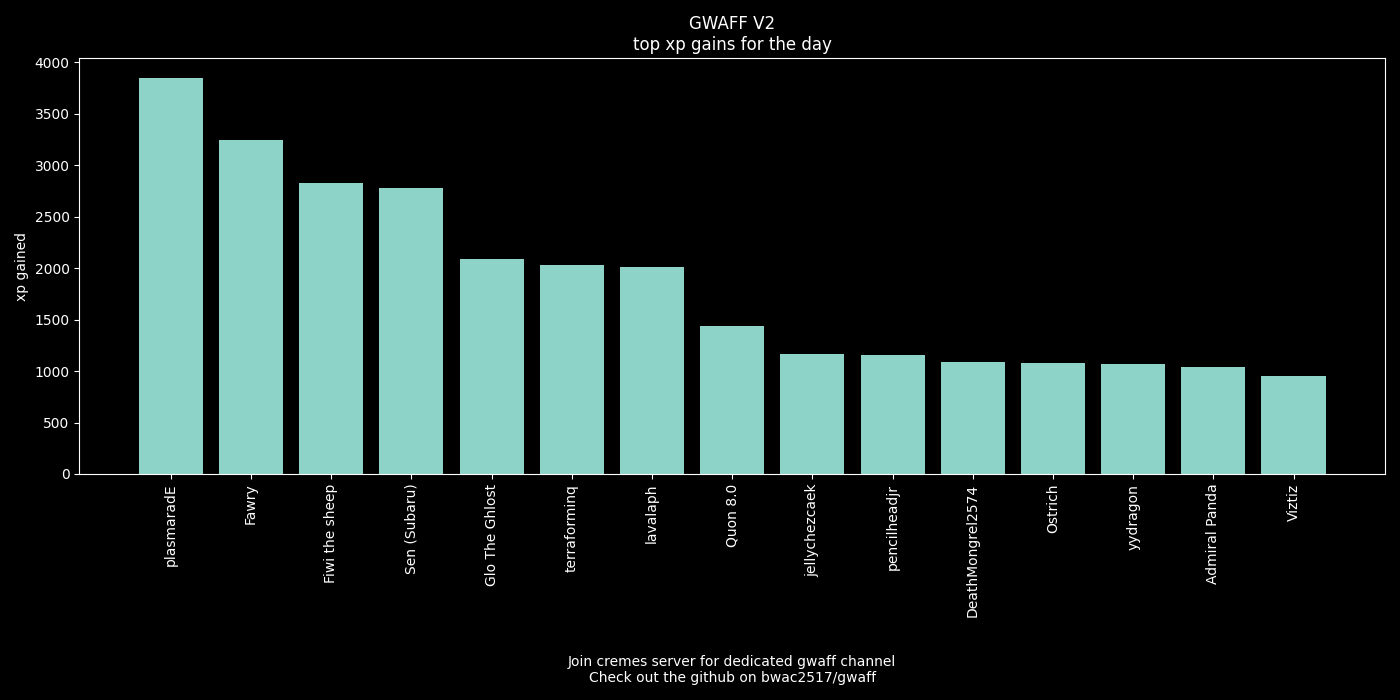 GWAFF V2
top xp gains for the day
xp gained
4000
3500
3000
2500
2000
1500
1000
500
0
plasmaradE
Fawry
Fiwi the sheep
Sen (Subaru)
Glo The Ghlost
terraforminq
lavalaph
Quon 8.0
jellychezcaek
pencilheadjr
DeathMongrel2574
Ostrich
yydragon
Admiral Panda
Viztiz
Join cremes server for dedicated gwaff channel
Check out the github on bwac2517/gwaff